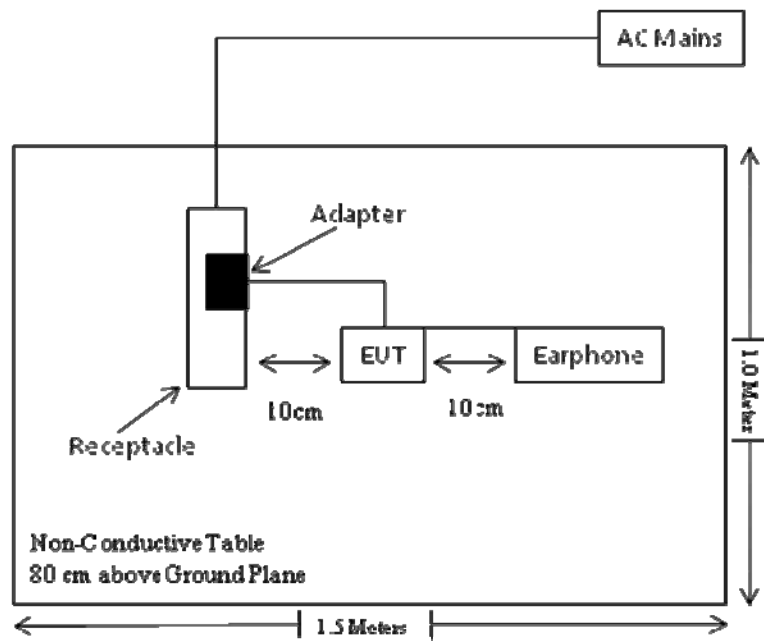 AC Mains
Adapter
EUT
Earphone
10cm
10cm
Receptacle
1.0 Meter
Non-Conductive Table
80 cm above Ground Plane
1.5 Meters